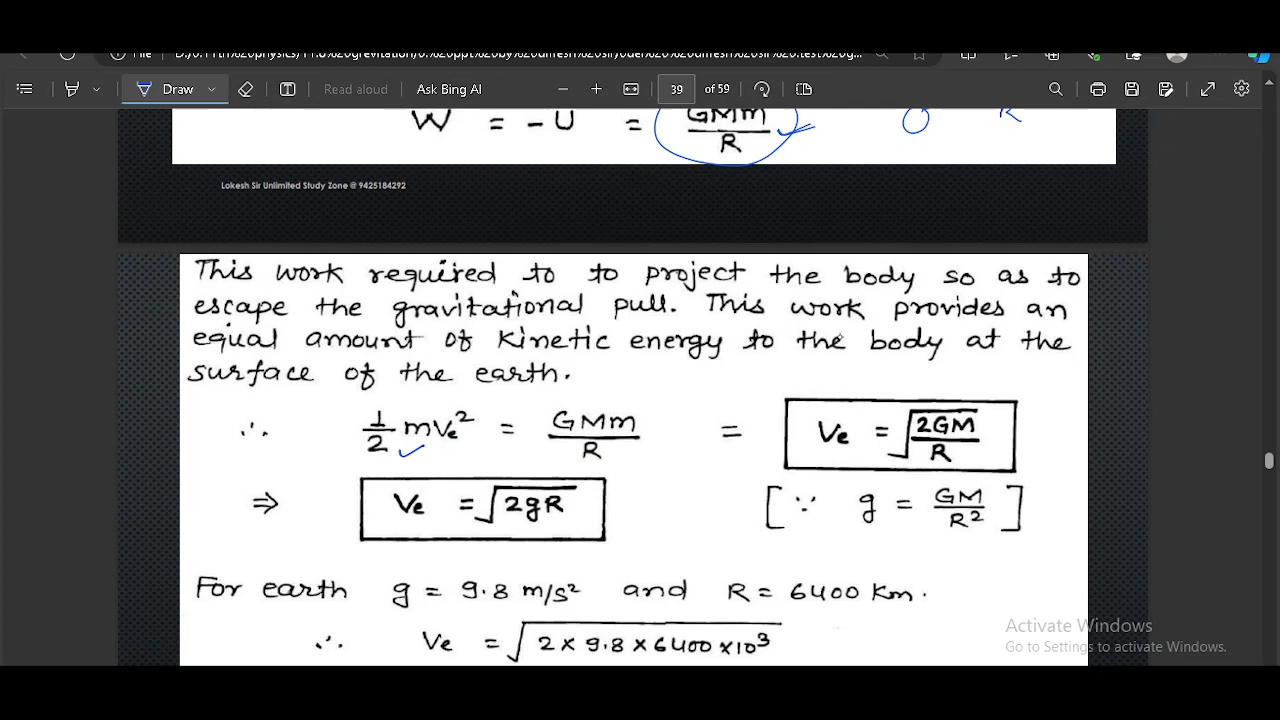 File
Draw
Read aloud
Ask Bing AI
39 of 59
W = - U = GMm
R
R
Lokesh Sir Unlimited Study Zone @ 9425184292
This work required to to project the body so as to
escape the gravitational pull. This work provides an
equal amount of kinetic energy to the body at the
surface of the earth.
∴ 1/2 mVe² = GMm/R = Ve = √2GM/R
⇒ Ve = √2gR [∵ g = GM/R²]
For earth g = 9.8 m/s² and R = 6400 Km.
∴ Ve = √2 × 9.8 × 6400 × 10³
Activate Windows
Go to Settings to activate Windows.